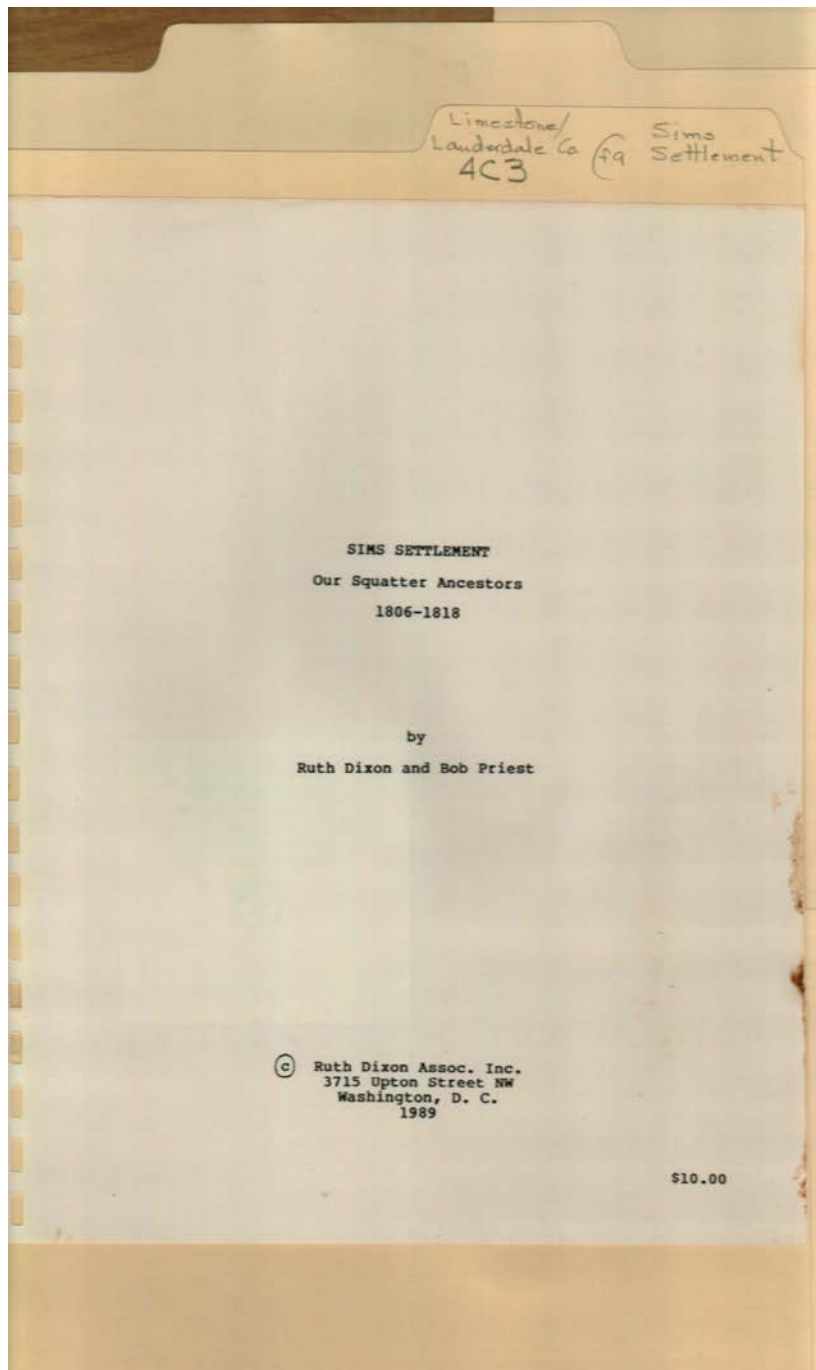 Limestone/
Lauderdale Co
4C3
Sims
Settlement
SIMS SETTLEMENT
Our Squatter Ancestors
1806-1818
by
Ruth Dixon and Bob Priest
© Ruth Dixon Assoc. Inc.
3715 Upton Street NW
Washington, D. C.
1989
$10.00